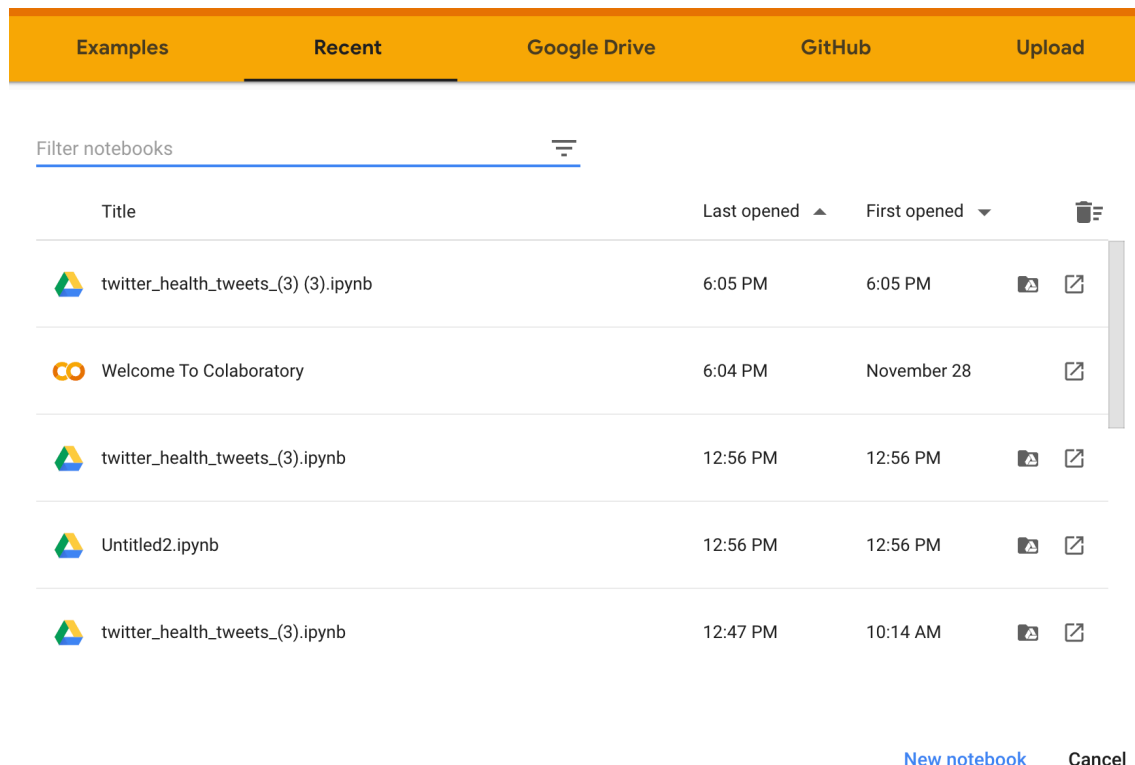 Examples Recent Google Drive GitHub Upload
Filter notebooks
Title Last opened First opened
twitter_health_tweets_(3) (3).ipynb 6:05 PM 6:05 PM
CO Welcome To Colaboratory 6:04 PM November 28
twitter_health_tweets_(3).ipynb 12:56 PM 12:56 PM
Untitled2.ipynb 12:56 PM 12:56 PM
twitter_health_tweets_(3).ipynb 12:47 PM 10:14 AM
New notebook Cancel